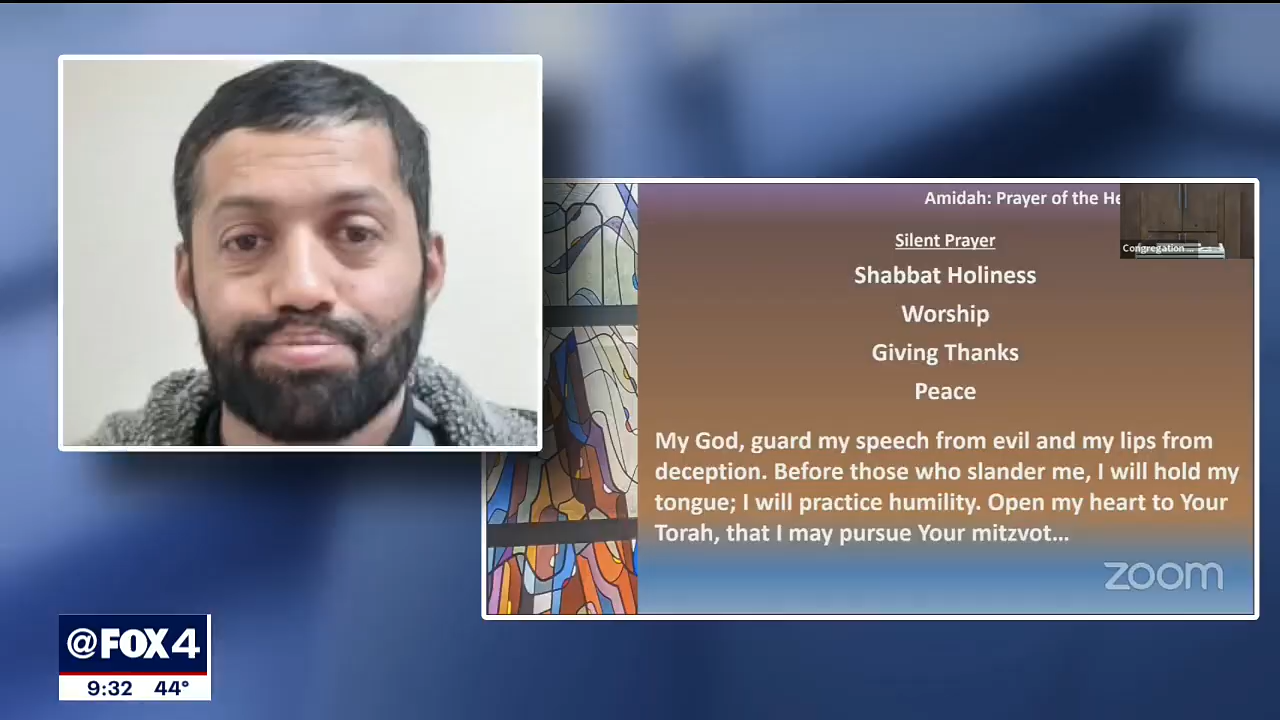 Amidah: Prayer of the He
Congregation ...
Silent Prayer
Shabbat Holiness
Worship
Giving Thanks
Peace
My God, guard my speech from evil and my lips from
deception. Before those who slander me, I will hold my
tongue; I will practice humility. Open my heart to Your
Torah, that I may pursue Your mitzvot...
zoom
@FOX4
9:32 44°